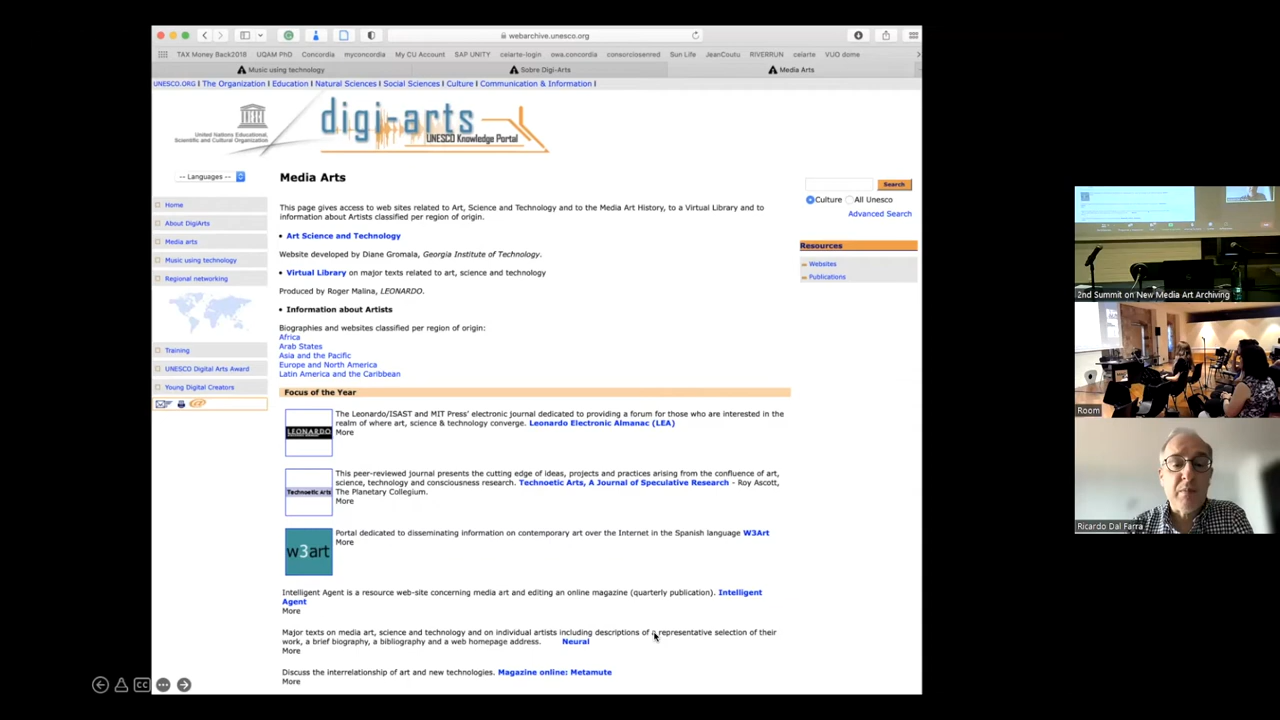 webarchive.unesco.org
TAX Money Back2018 UQAM PM Concordia myconcordia My CU Account SAP UNITY ceiarte-login owa.concordia consorciosenred Sun Life JeanCoutu RIVERRUN ceiarte VUO dome
Music using technology Sobre Digi-Arts Media Arts
UNESCO.ORG I The Organization I Education I Natural Sciences I Social Sciences I Culture I Communication & Information I
United Nations Educational,
Scientific and Cultural Organization
digi-arts
UNESCO Knowledge Portal
-- Languages --
Home
About DigiArts
Media arts
Music using technology
Regional networking
Training
UNESCO Digital Arts Award
Young Digital Creators
Media Arts
This page gives access to web sites related to Art, Science and Technology and to the Media Art History, to a Virtual Library and to
information about Artists classified per region of origin.
• Art Science and Technology
Website developed by Diane Gromala, Georgia Institute of Technology.
• Virtual Library on major texts related to art, science and technology
Produced by Roger Malina, LEONARDO.
• Information about Artists
Biographies and websites classified per region of origin:
Africa
Arab States
Asia and the Pacific
Europe and North America
Latin America and the Caribbean
Focus of the Year
LEONARDO
The Leonardo/ISAST and MIT Press' electronic journal dedicated to providing a forum for those who are interested in the
realm of where art, science & technology converge. Leonardo Electronic Almanac (LEA)
More
Technoetic Arts
This peer-reviewed journal presents the cutting edge of ideas, projects and practices arising from the confluence of art,
science, technology and consciousness research. Technoetic Arts, A Journal of Speculative Research - Roy Ascott,
The Planetary Collegium.
More
w3art
Portal dedicated to disseminating information on contemporary art over the Internet in the Spanish language W3Art
More
Intelligent Agent is a resource web-site concerning media art and editing an online magazine (quarterly publication). Intelligent
Agent
More
Major texts on media art, science and technology and on individual artists including descriptions of a representative selection of their
work, a brief biography, a bibliography and a web homepage address. Neural
More
Discuss the interrelationship of art and new technologies. Magazine online: Metamute
More
Search
Culture All Unesco
Advanced Search
Resources
Websites
Publications
CC
2nd Summit on New Media Art Archiving
Room
Ricardo Dal Farra